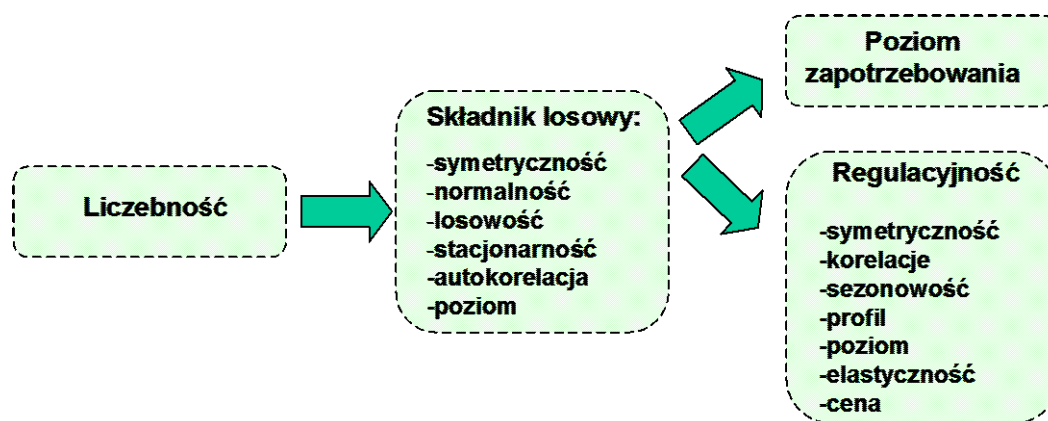 Liczebność
Składnik losowy:
-symetryczność
-normalność
-losowość
-stacjonarność
-autokorelacja
-poziom
Poziom
zapotrzebowania
Regulacyjność
-symetryczność
-korelacje
-sezonowość
-profil
-poziom
-elastyczność
-cena